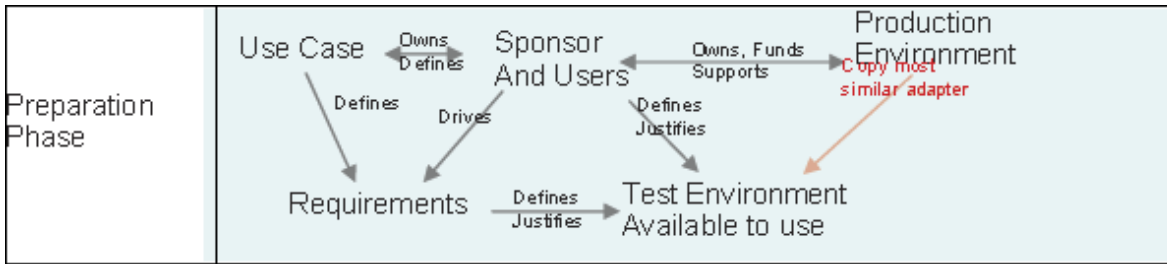 Preparation
Phase
Use Case
Owns
Defines
Sponsor
And Users
Owns, Funds
Supports
Production
Environment
Copy most
similar adapter
Defines
Drives
Defines
Justifies
Requirements
Defines
Justifies
Test Environment
Available to use